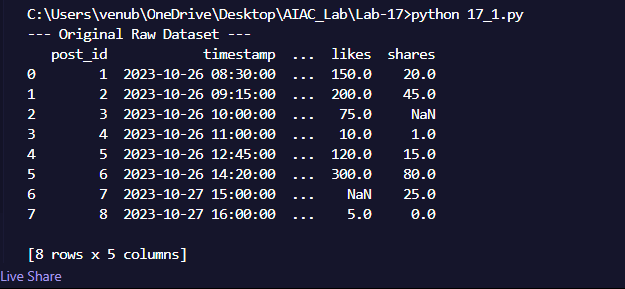 C:\Users\venub\OneDrive\Desktop\AIAC_Lab\Lab-17>python 17_1.py
--- Original Raw Dataset ---
   post_id            timestamp  ...  likes  shares
0        1  2023-10-26 08:30:00  ...  150.0    20.0
1        2  2023-10-26 09:15:00  ...  200.0    45.0
2        3  2023-10-26 10:00:00  ...   75.0     NaN
3        4  2023-10-26 11:00:00  ...   10.0     1.0
4        5  2023-10-26 12:45:00  ...  120.0    15.0
5        6  2023-10-26 14:20:00  ...  300.0    80.0
6        7  2023-10-27 15:00:00  ...    NaN    25.0
7        8  2023-10-27 16:00:00  ...    5.0     0.0
[8 rows x 5 columns]
Live Share